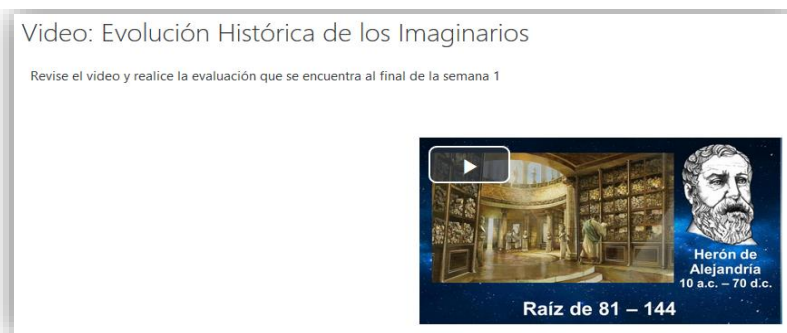 Video: Evolución Histórica de los Imaginarios
Revise el video y realice la evaluación que se encuentra al final de la semana 1
Herón de
Alejandría
10 a.c. – 70 d.c.
Raíz de 81 – 144